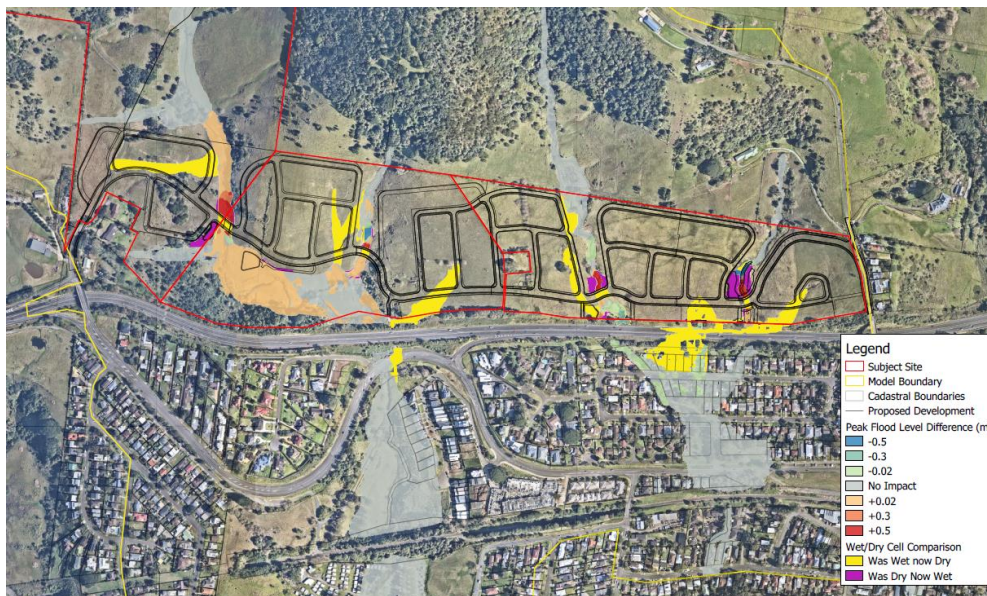 Legend
Subject Site
Model Boundary
Cadastral Boundaries
Proposed Development
Peak Flood Level Difference (m
-0.5
-0.3
-0.02
No Impact
+0.02
+0.3
+0.5
Wet/Dry Cell Comparison
Was Wet now Dry
Was Dry Now Wet